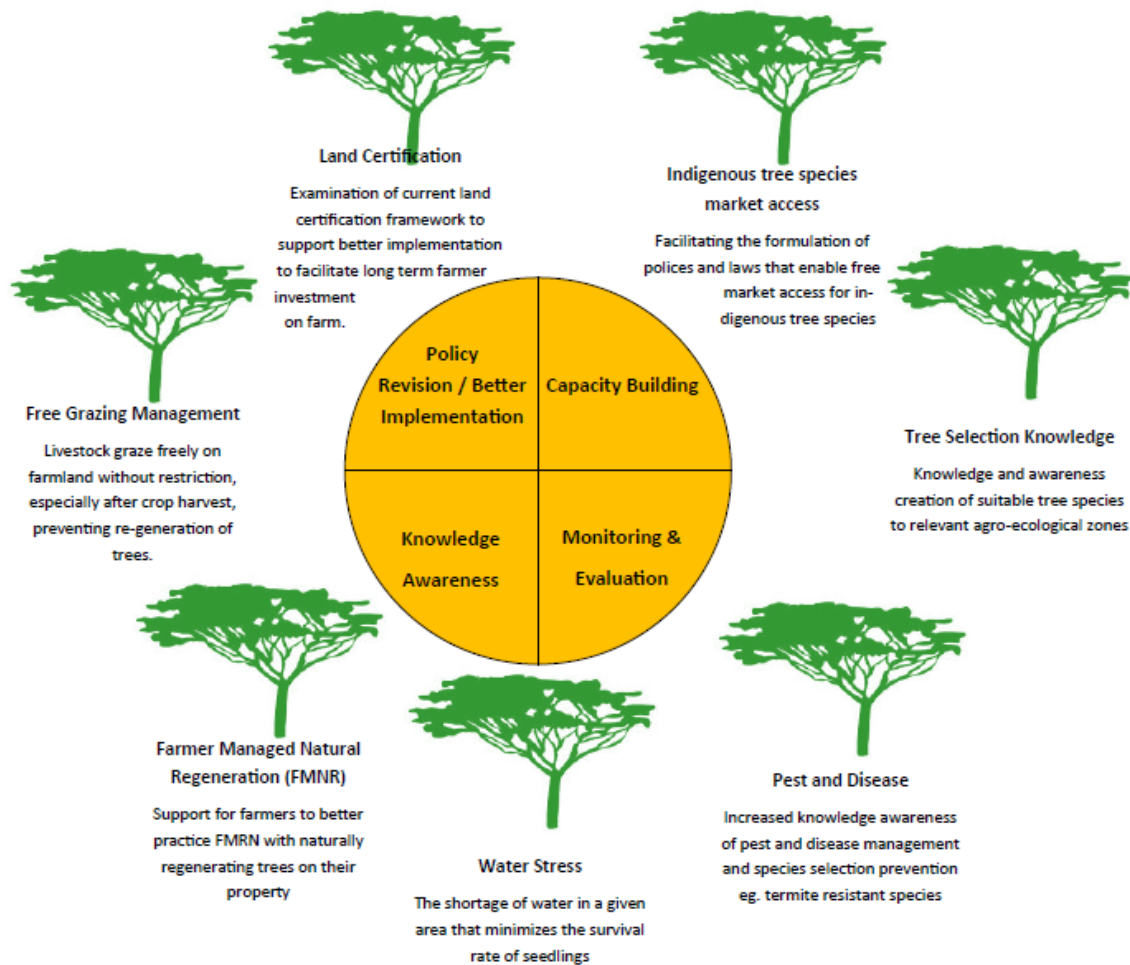 Land Certification
Examination of current land
certification framework to
support better implementation
to facilitate long term farmer
investment
on farm.
Indigenous tree species
market access
Facilitating the formulation of
polices and laws that enable free
market access for in-
digenous tree species
Free Grazing Management
Livestock graze freely on
farmland without restriction,
especially after crop harvest,
preventing re-generation of
trees.
Policy
Revision / Better
Implementation
Capacity Building
Knowledge
Awareness
Monitoring &
Evaluation
Tree Selection Knowledge
Knowledge and awareness
creation of suitable tree species
to relevant agro-ecological zones
Farmer Managed Natural
Regeneration (FMNR)
Support for farmers to better
practice FMRN with naturally
regenerating trees on their
property
Water Stress
The shortage of water in a given
area that minimizes the survival
rate of seedlings
Pest and Disease
Increased knowledge awareness
of pest and disease management
and species selection prevention
eg. termite resistant species